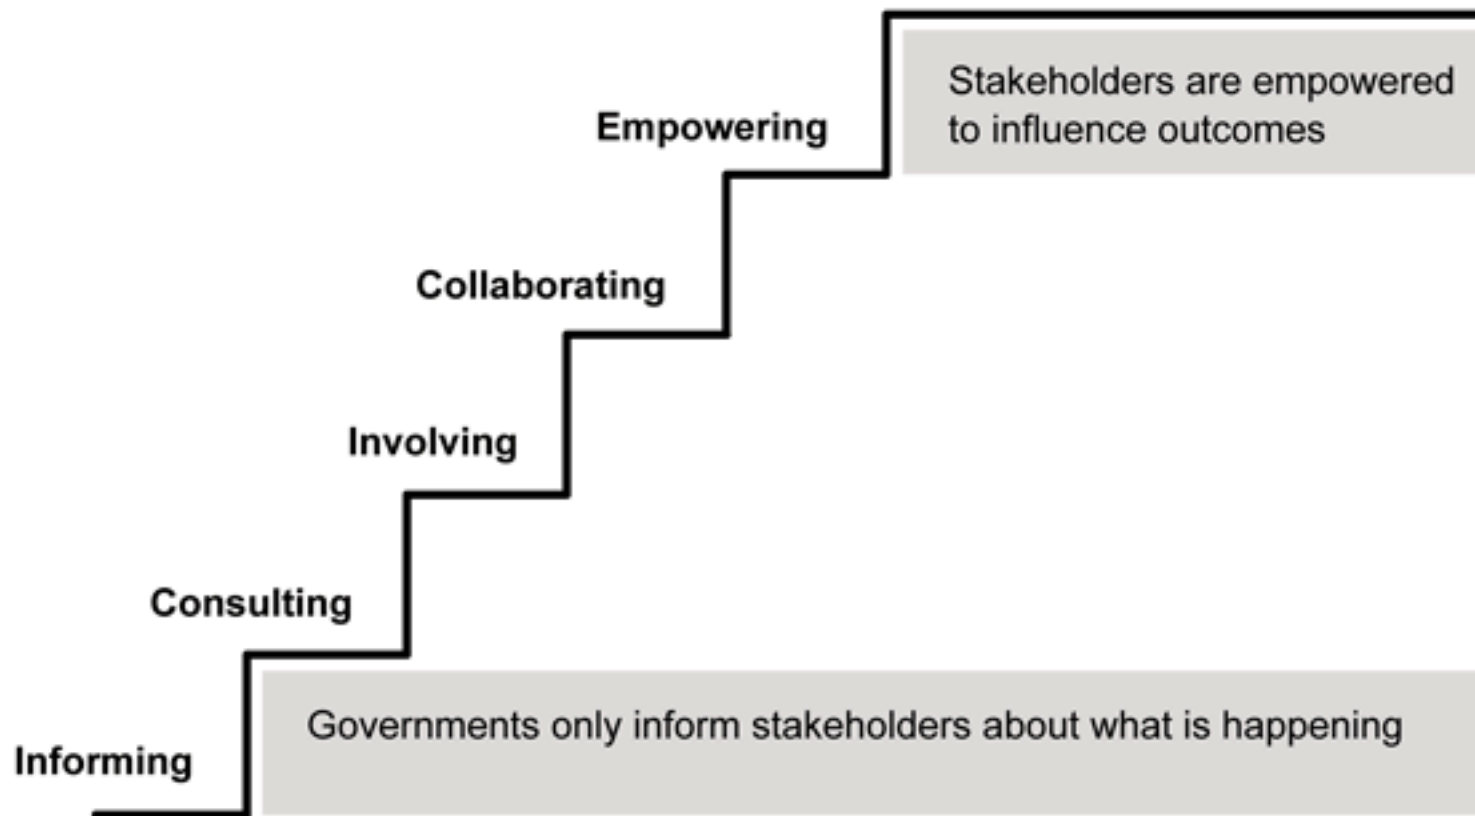 Stakeholders are empowered
to influence outcomes
Empowering
Collaborating
Involving
Consulting
Governments only inform stakeholders about what is happening
Informing